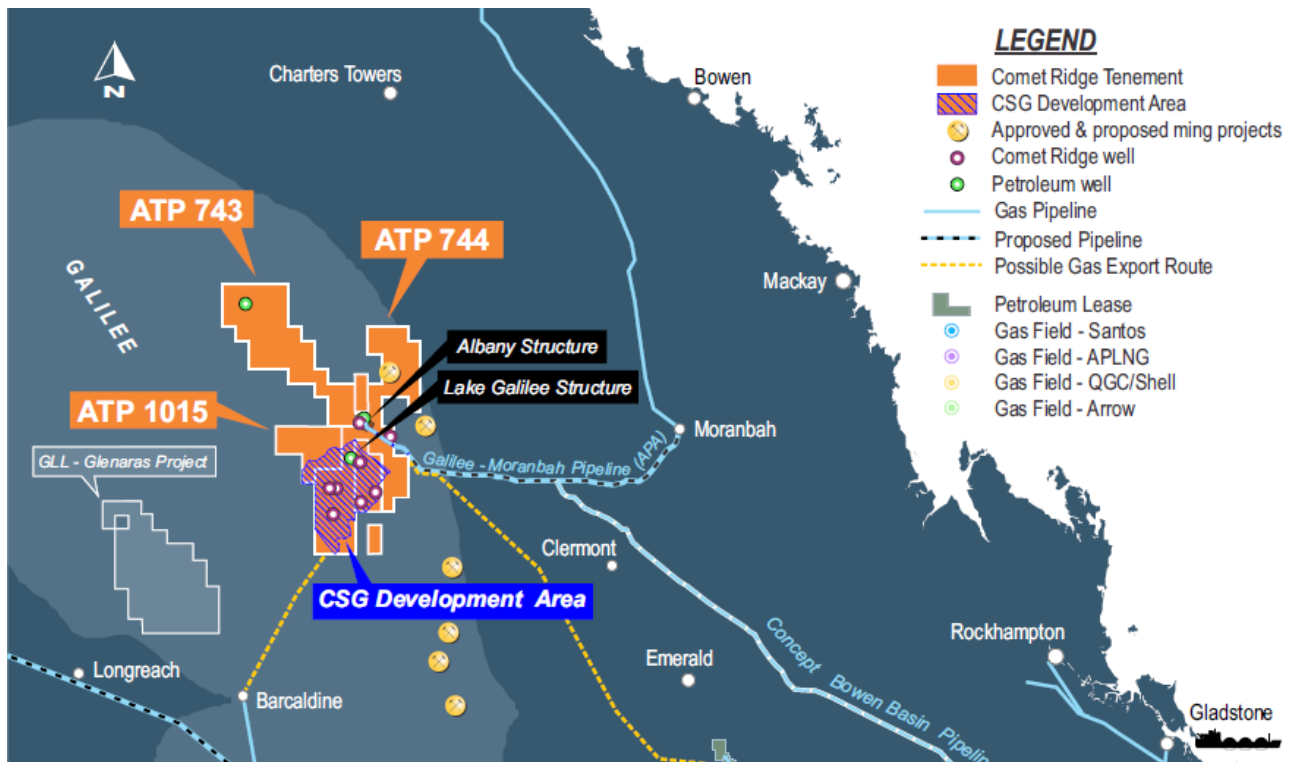 N
Charters Towers
Bowen
ATP 743
ATP 744
GALILEE
Mackay
Albany Structure
Lake Galilee Structure
ATP 1015
GLL - Glenaras Project
Moranbah
Galilee - Moranbah Pipeline (APA)
Clermont
CSG Development Area
Concept Bowen Basin Pipelin
Rockhampton
Emerald
Longreach
Barcaldine
Gladstone
LEGEND
Comet Ridge Tenement
CSG Development Area
Approved & proposed ming projects
Comet Ridge well
Petroleum well
Gas Pipeline
Proposed Pipeline
Possible Gas Export Route
Petroleum Lease
Gas Field - Santos
Gas Field - APLNG
Gas Field - QGC/Shell
Gas Field - Arrow